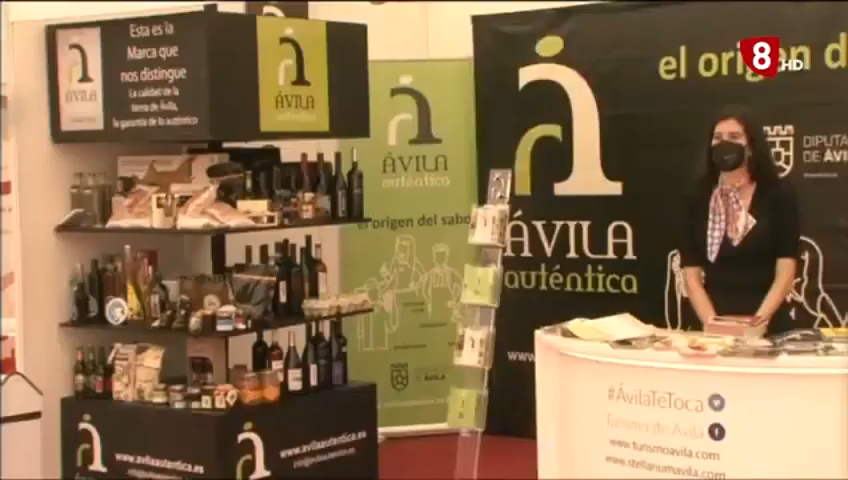 Esta es la
Marca que
nos distingue
La calidad de la
tierra de Ávila,
la garantía de lo auténtico
ÁVILA
auténtica
ÁVILA
auténtica
ÁVILA
auténtica
el origen del sabo
el origen d
8 HD
DIPUTA
DE ÁVI
ÁVILA
auténtica
www.
#ÁvilaTeToca
Turismo de Ávila
www.turismoavila.com
www.stellariumavila.com
www.avilaautentica.es
www.avilaautentica.es